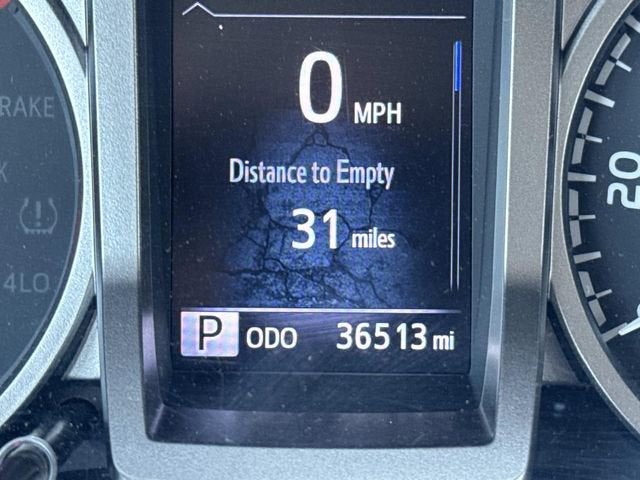 0 MPH
Distance to Empty
31 miles
P ODO 36513 mi
RAKE
K
4LO
20